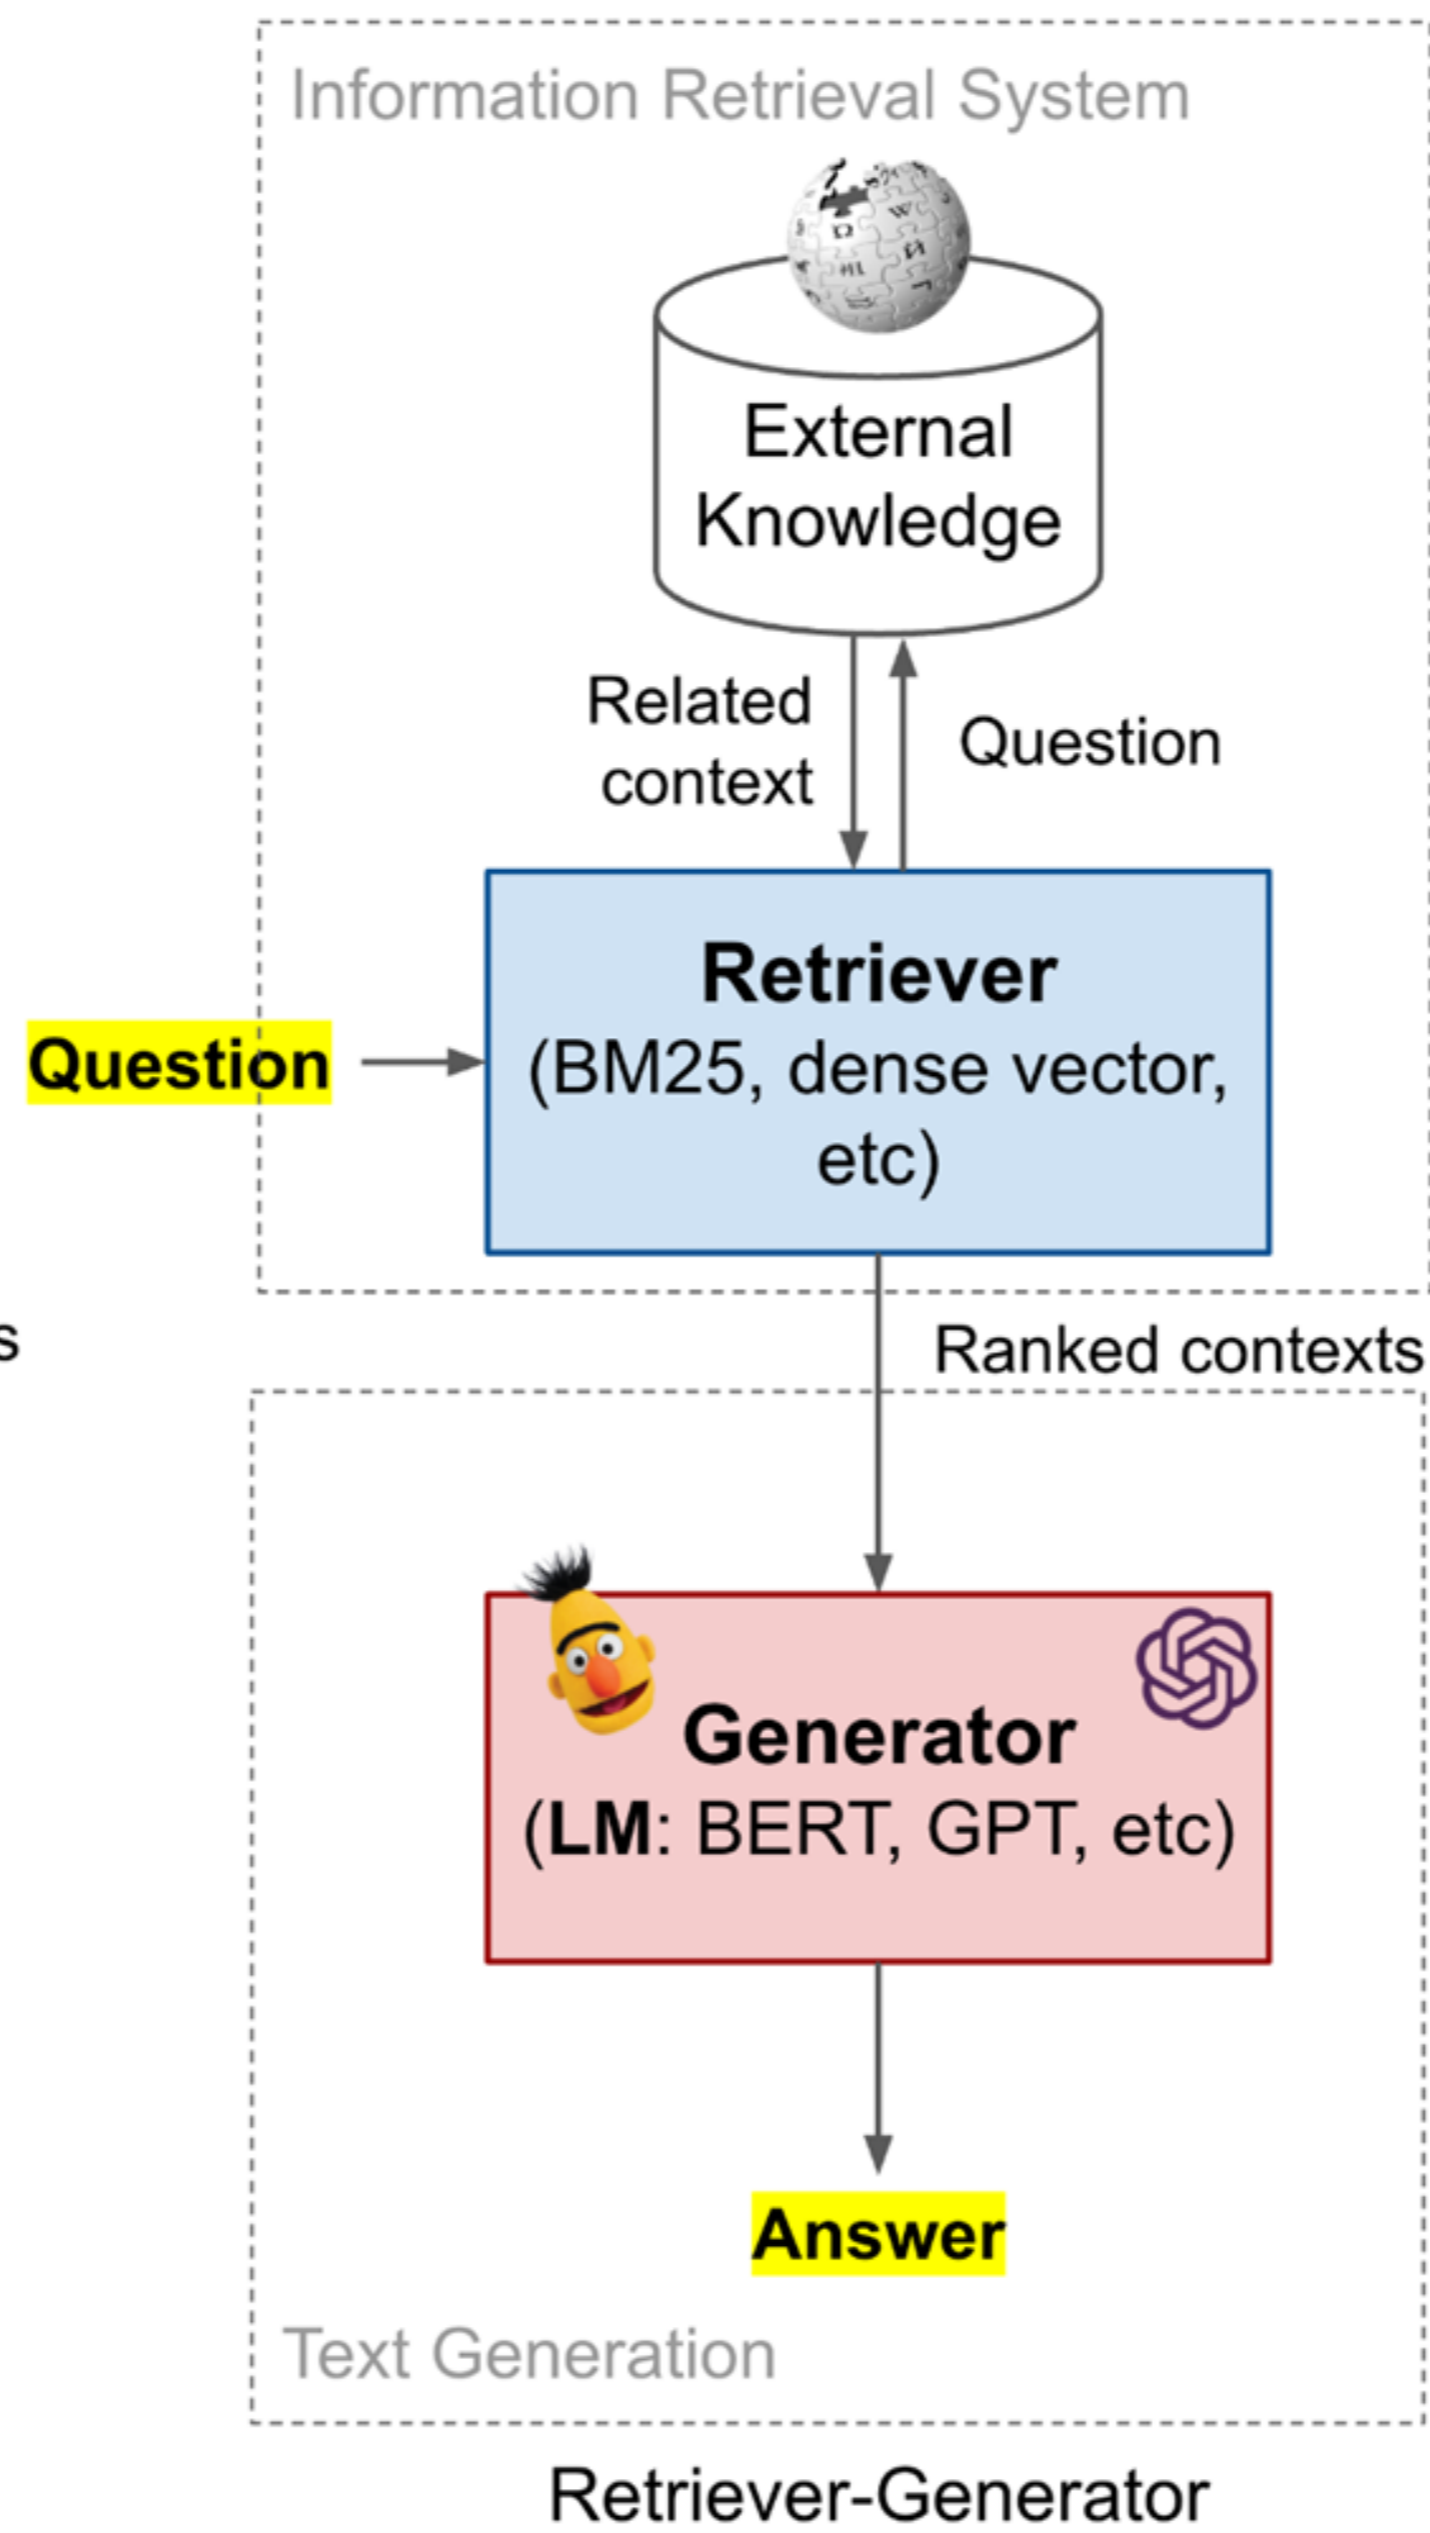 Information Retrieval System
External
Knowledge
Related
context
Question
Retriever
(BM25, dense vector,
etc)
Question
s
Ranked contexts
Generator
(LM: BERT, GPT, etc)
Answer
Text Generation
Retriever-Generator